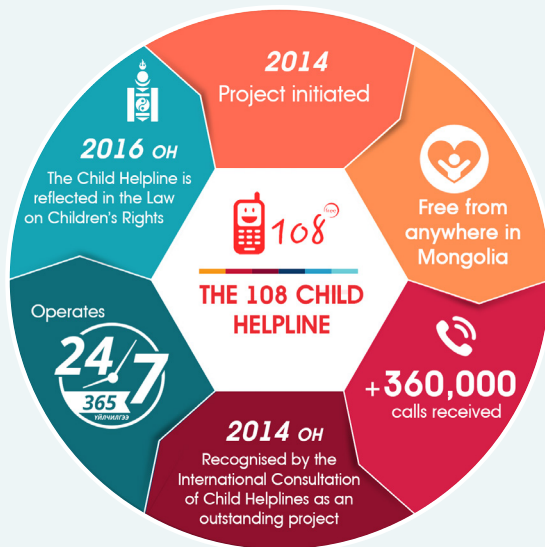 2014
Project initiated
Free from
anywhere in
Mongolia
+360,000
calls received
2014 OH
Recognised by the
International Consultation
of Child Helplines as an
outstanding project
Operates
24/7
365
ҮЙЛЧИЛГЭЭ
2016 OH
The Child Helpline is
reflected in the Law
on Children's Rights
108 free
THE 108 CHILD
HELPLINE